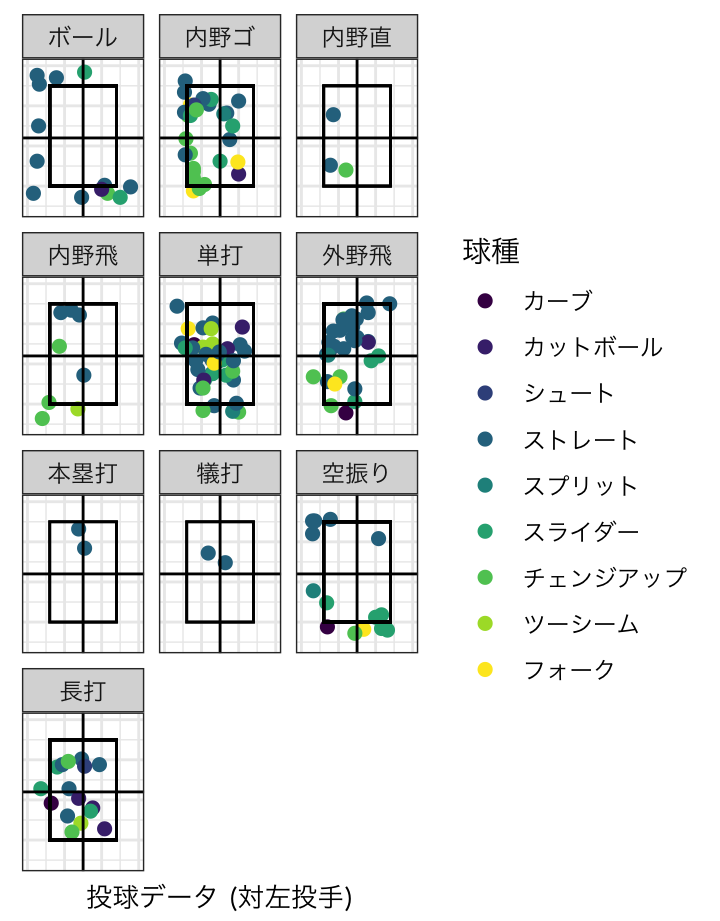 ボール
内野ゴ
内野直
内野飛
単打
外野飛
本塁打
犠打
空振り
長打
球種
カーブ
カットボール
シュート
ストレート
スプリット
スライダー
チェンジアップ
ツーシーム
フォーク
投球データ (対左投手)